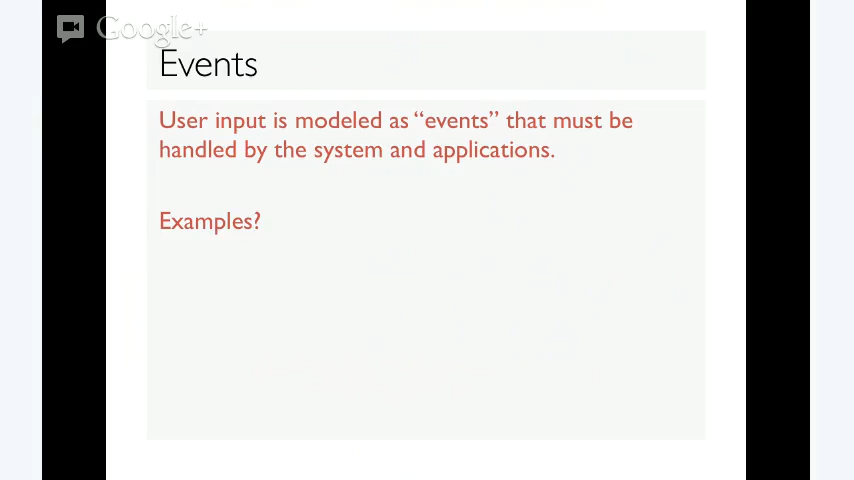 Google+
Events
User input is modeled as “events” that must be
handled by the system and applications.
Examples?